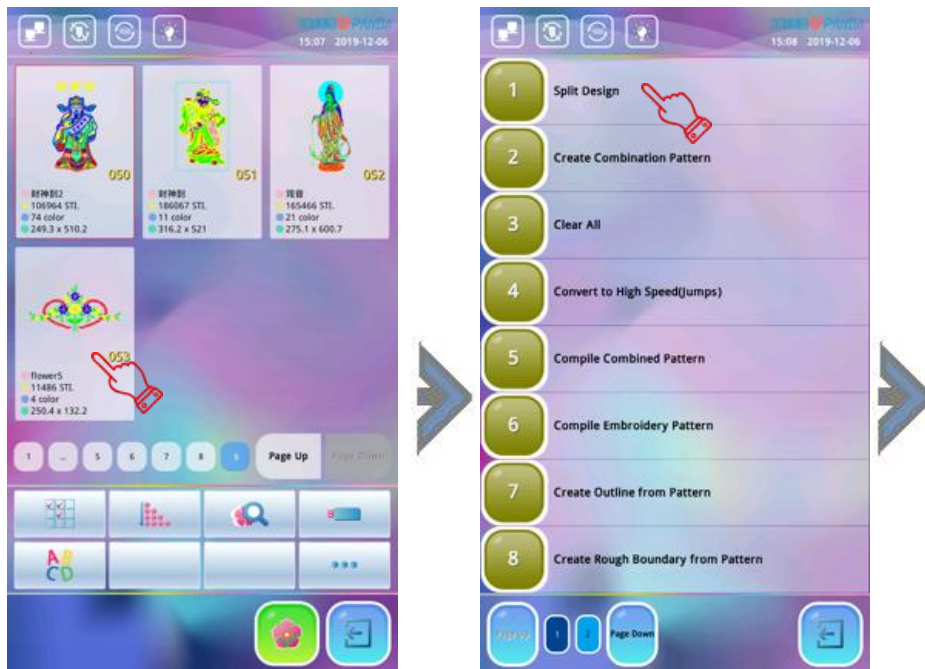 15:07 2019-12-06
050
财神到2
106964 STI.
74 color
249.3 x 510.2
051
财神到
186067 STI.
11 color
316.2 x 521
052
观音
165466 STI.
21 color
275.1 x 600.7
053
flower5
11486 STI.
4 color
250.4 x 132.2
1
...
5
6
7
8
9
Page Up
Page Down
A B
C D
15:08 2019-12-06
1 Split Design
2 Create Combination Pattern
3 Clear All
4 Convert to High Speed(Jumps)
5 Compile Combined Pattern
6 Compile Embroidery Pattern
7 Create Outline from Pattern
8 Create Rough Boundary from Pattern
Page Up
1
2
Page Down